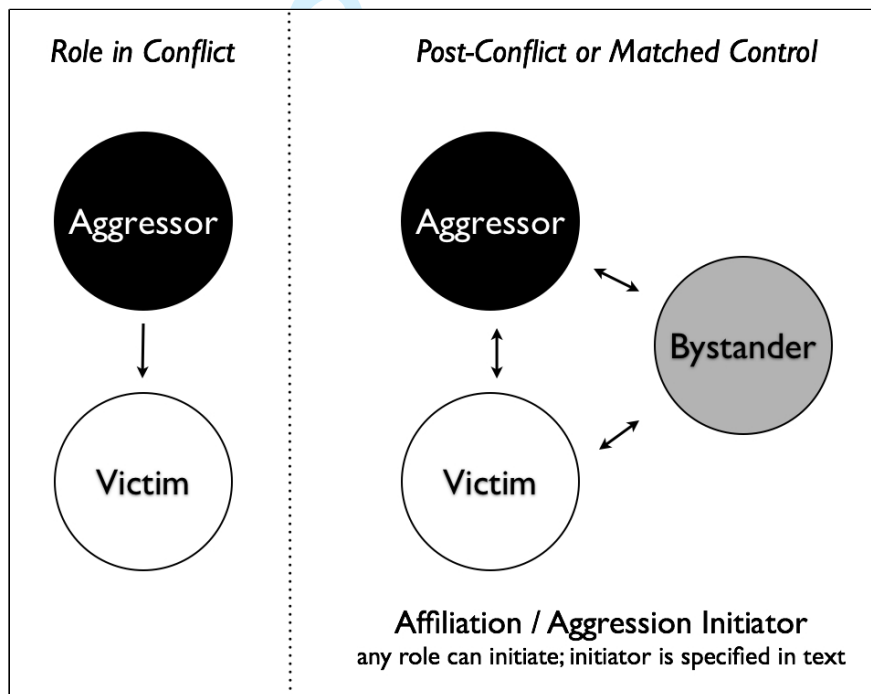 Role in Conflict
Aggressor
Victim
Post-Conflict or Matched Control
Aggressor
Bystander
Victim
Affiliation / Aggression Initiator
any role can initiate; initiator is specified in text